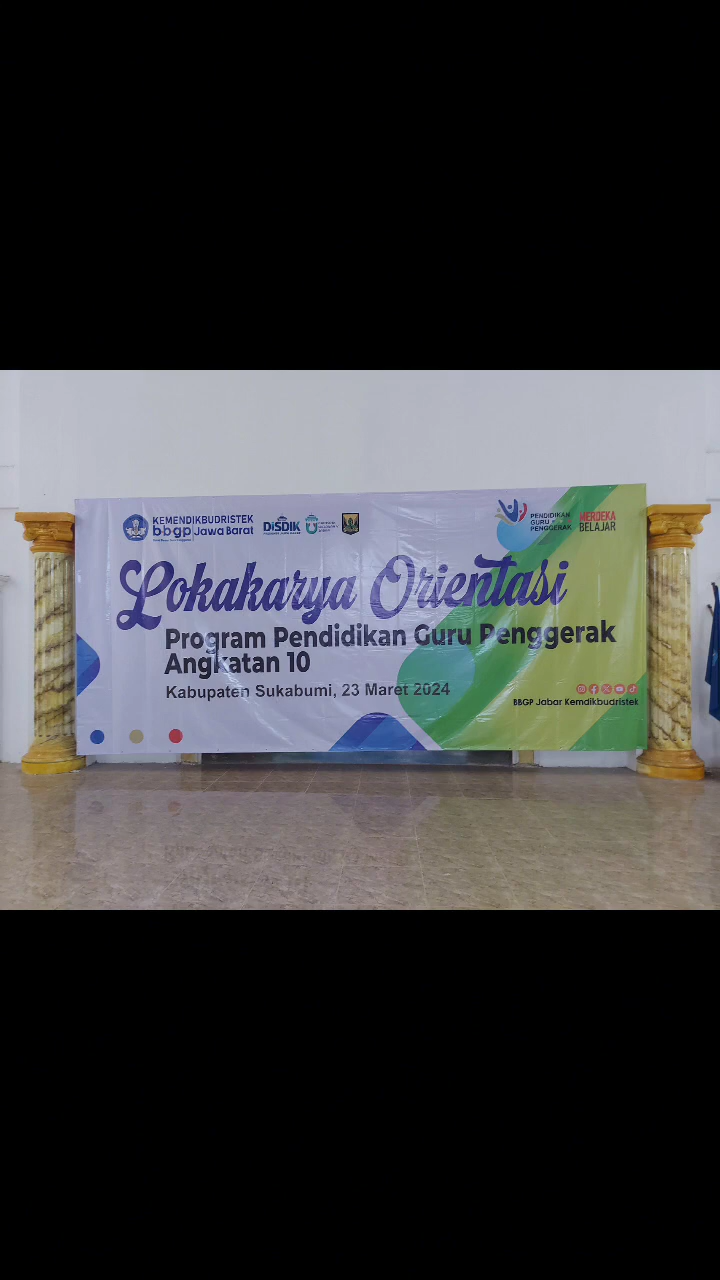 KEMENDIKBUDRISTEK
bbgp Jawa Barat
DISDIK
PENDIDIKAN
GURU
PENGGERAK
MERDEKA
BELAJAR
Lokakarya Orientasi
Program Pendidikan Guru Penggerak
Angkatan 10
Kabupaten Sukabumi, 23 Maret 2024
BBGP Jabar Kemdikbudristek